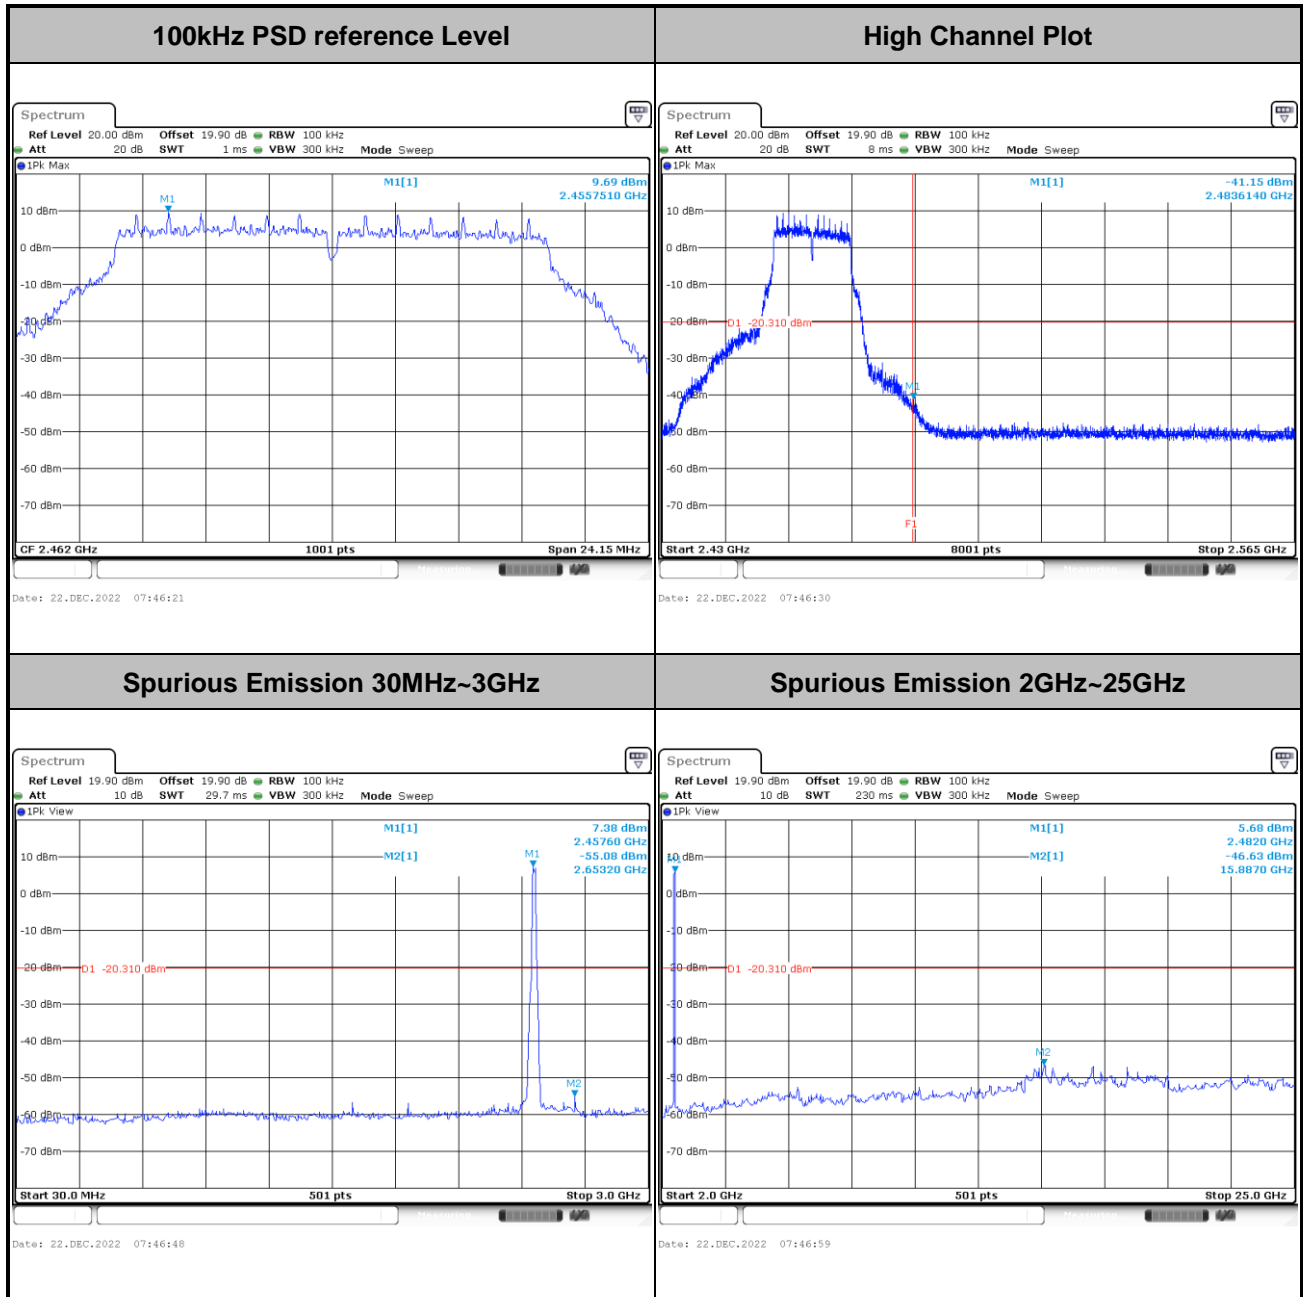 100kHz PSD reference Level
High Channel Plot
Spectrum
Ref Level 20.00 dBm Offset 19.90 dB RBW 100 kHz
Att 20 dB SWT 1 ms VBW 300 kHz Mode Sweep
1Pk Max
M1[1] 9.69 dBm
2.4557510 GHz
M1
10 dBm
0 dBm
-10 dBm
-20 dBm
-30 dBm
-40 dBm
-50 dBm
-60 dBm
-70 dBm
CF 2.462 GHz 1001 pts Span 24.15 MHz
Date: 22.DEC.2022 07:46:21
Spectrum
Ref Level 20.00 dBm Offset 19.90 dB RBW 100 kHz
Att 20 dB SWT 8 ms VBW 300 kHz Mode Sweep
1Pk Max
M1[1] -41.15 dBm
2.4836140 GHz
10 dBm
0 dBm
-10 dBm
-20 dBm
D1 -20.310 dBm
-30 dBm
M1
-40 dBm
-50 dBm
-60 dBm
-70 dBm
F1
Start 2.43 GHz 8001 pts Stop 2.565 GHz
Date: 22.DEC.2022 07:46:30
Spurious Emission 30MHz~3GHz
Spurious Emission 2GHz~25GHz
Spectrum
Ref Level 19.90 dBm Offset 19.90 dB RBW 100 kHz
Att 10 dB SWT 29.7 ms VBW 300 kHz Mode Sweep
1Pk View
M1[1] 7.38 dBm
2.45760 GHz
M2[1] -55.08 dBm
2.65320 GHz
M1
10 dBm
0 dBm
-10 dBm
-20 dBm
D1 -20.310 dBm
-30 dBm
-40 dBm
-50 dBm
M2
-60 dBm
-70 dBm
Start 30.0 MHz 501 pts Stop 3.0 GHz
Date: 22.DEC.2022 07:46:48
Spectrum
Ref Level 19.90 dBm Offset 19.90 dB RBW 100 kHz
Att 10 dB SWT 230 ms VBW 300 kHz Mode Sweep
1Pk View
M1[1] 5.68 dBm
2.4820 GHz
M2[1] -46.63 dBm
15.8870 GHz
10 dBm
M1
0 dBm
-10 dBm
-20 dBm
D1 -20.310 dBm
-30 dBm
-40 dBm
M2
-50 dBm
-60 dBm
-70 dBm
Start 2.0 GHz 501 pts Stop 25.0 GHz
Date: 22.DEC.2022 07:46:59